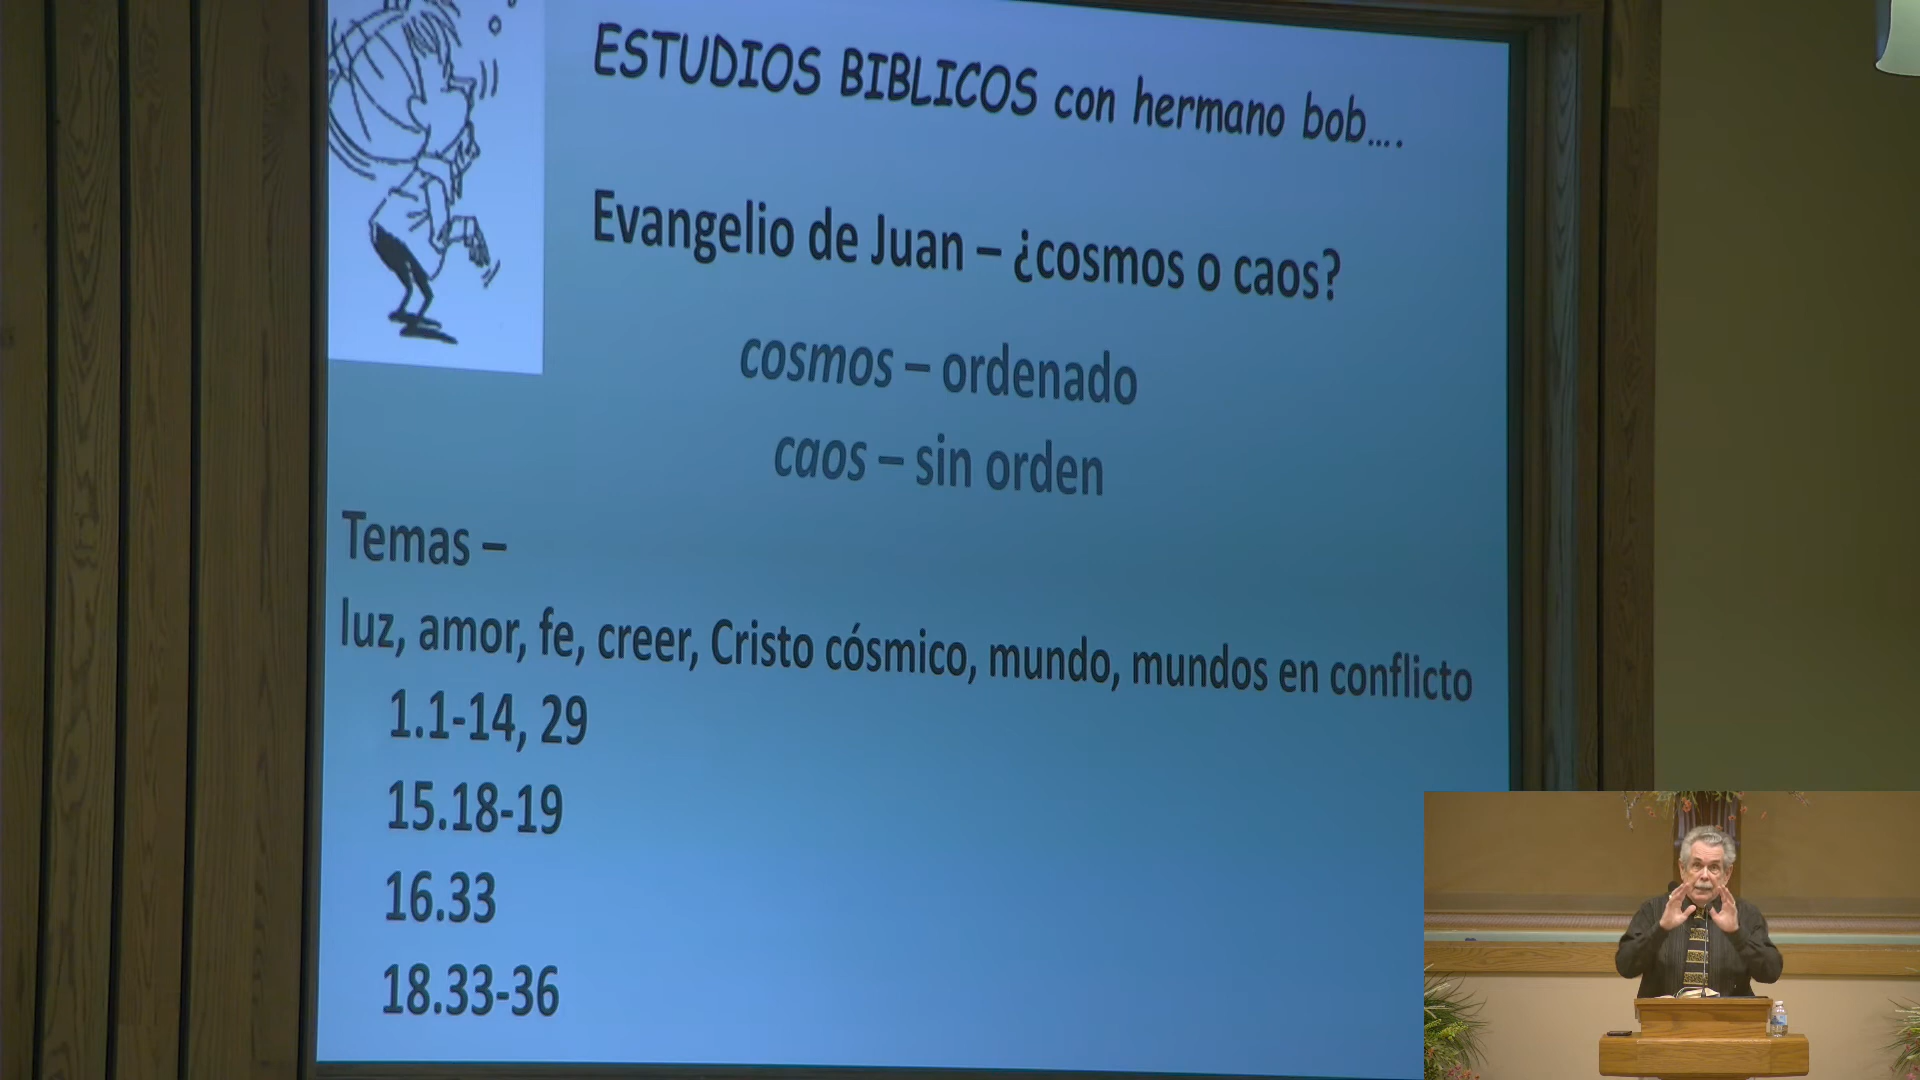 ESTUDIOS BIBLICOS con hermano bob....
Evangelio de Juan – ¿cosmos o caos?
cosmos – ordenado
caos – sin orden
Temas –
luz, amor, fe, creer, Cristo cósmico, mundo, mundos en conflicto
1.1-14, 29
15.18-19
16.33
18.33-36